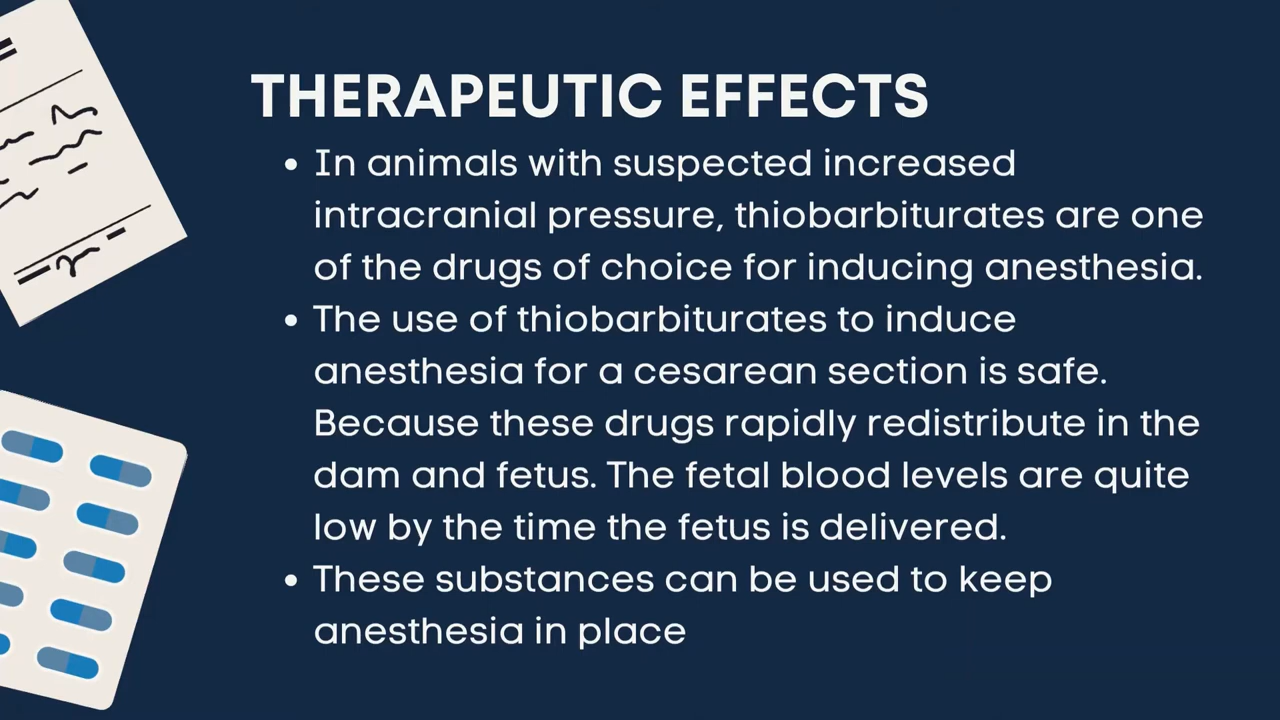 THERAPEUTIC EFFECTS
• In animals with suspected increased
intracranial pressure, thiobarbiturates are one
of the drugs of choice for inducing anesthesia.
• The use of thiobarbiturates to induce
anesthesia for a cesarean section is safe.
Because these drugs rapidly redistribute in the
dam and fetus. The fetal blood levels are quite
low by the time the fetus is delivered.
• These substances can be used to keep
anesthesia in place